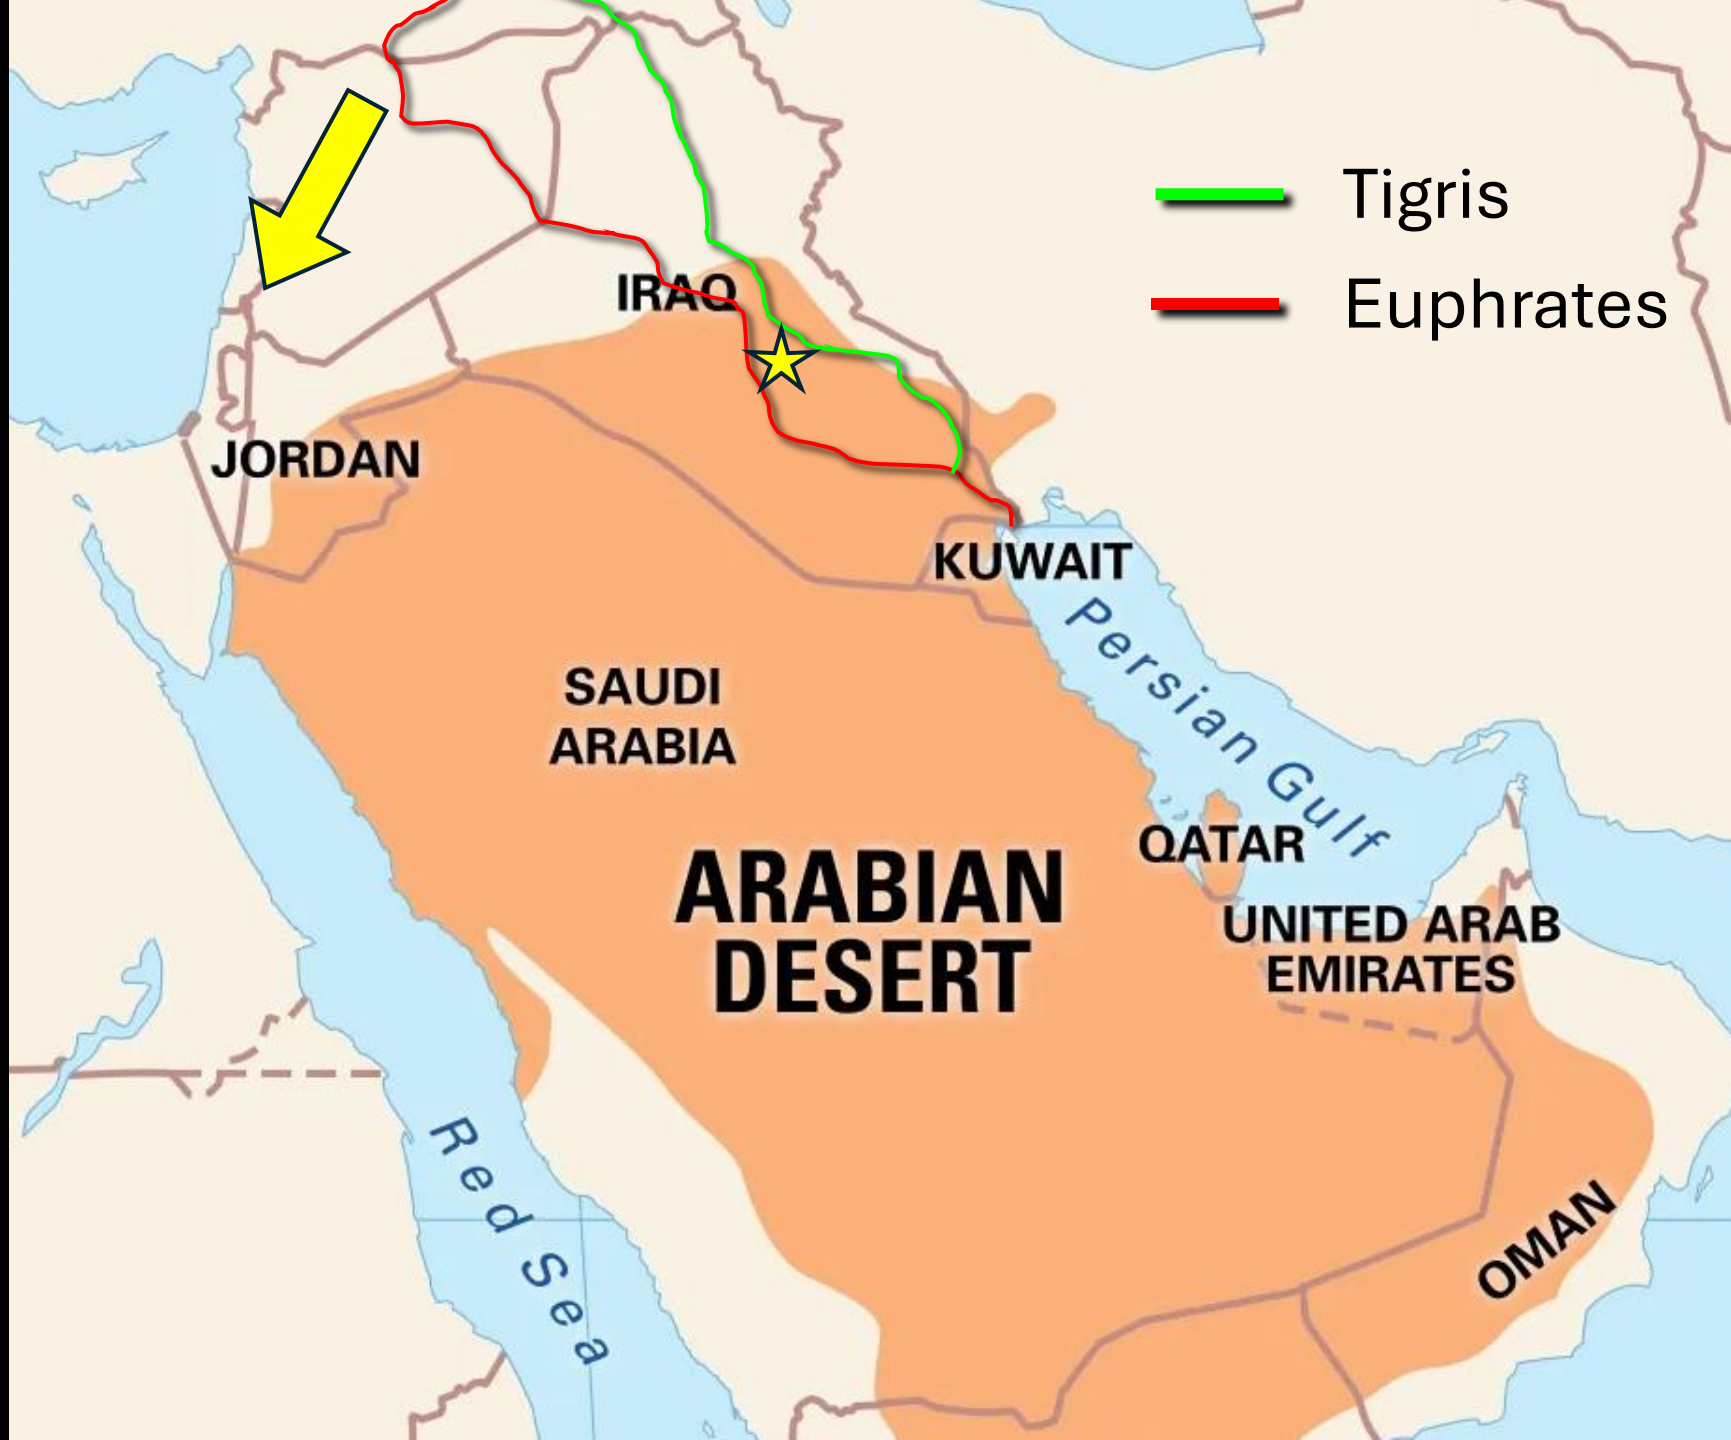 Tigris
Euphrates
IRAQ
JORDAN
KUWAIT
Persian Gulf
SAUDI
ARABIA
QATAR
ARABIAN
DESERT
UNITED ARAB
EMIRATES
Red Sea
OMAN